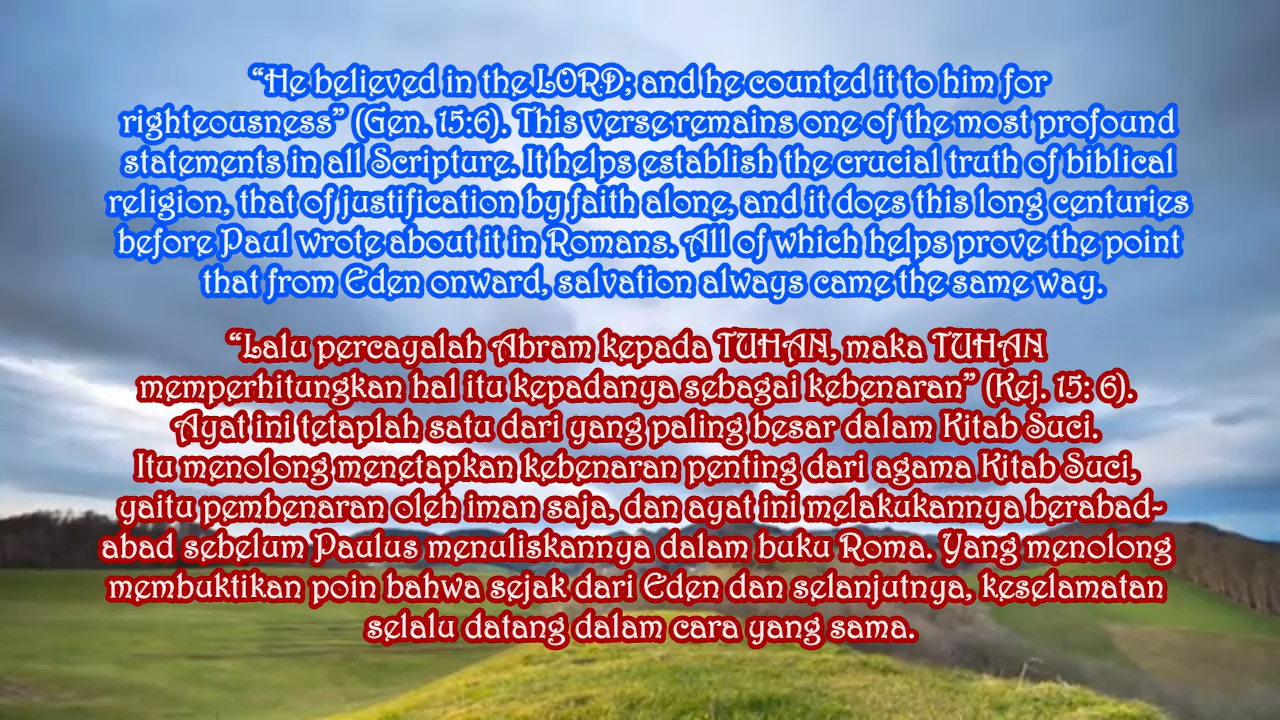 “He believed in the LORD; and he counted it to him for
righteousness” (Gen. 15:6). This verse remains one of the most profound
statements in all Scripture. It helps establish the crucial truth of biblical
religion, that of justification by faith alone, and it does this long centuries
before Paul wrote about it in Romans. All of which helps prove the point
that from Eden onward, salvation always came the same way.
“Lalu percayalah Abram kepada TUHAN, maka TUHAN
memperhitungkan hal itu kepadanya sebagai kebenaran” (Kej. 15: 6).
Ayat ini tetaplah satu dari yang paling besar dalam Kitab Suci.
Itu menolong menetapkan kebenaran penting dari agama Kitab Suci,
yaitu pembenaran oleh iman saja, dan ayat ini melakukannya berabad-
abad sebelum Paulus menuliskannya dalam buku Roma. Yang menolong
membuktikan poin bahwa sejak dari Eden dan selanjutnya, keselamatan
selalu datang dalam cara yang sama.